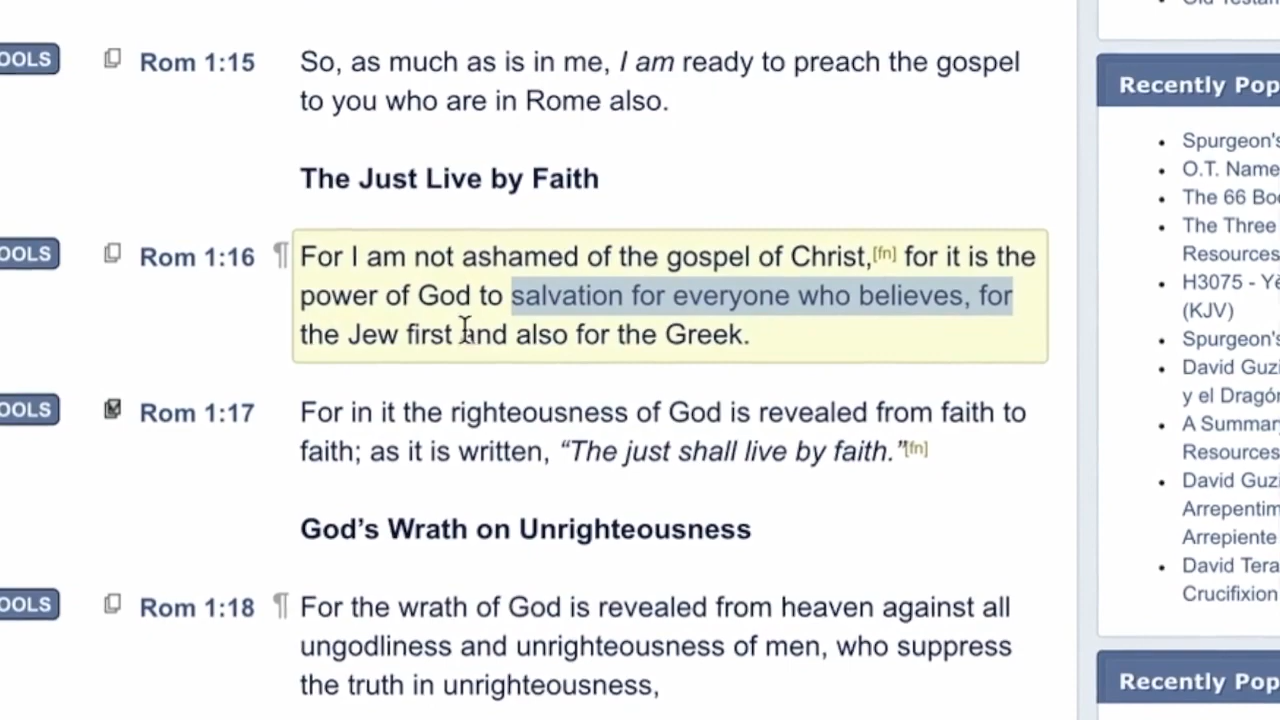 OOLS
Rom 1:15
So, as much as is in me, I am ready to preach the gospel
to you who are in Rome also.
The Just Live by Faith
OOLS
Rom 1:16
¶ For I am not ashamed of the gospel of Christ,[fn] for it is the
power of God to salvation for everyone who believes, for
the Jew first and also for the Greek.
OOLS
Rom 1:17
For in it the righteousness of God is revealed from faith to
faith; as it is written, “The just shall live by faith.”[fn]
God’s Wrath on Unrighteousness
OOLS
Rom 1:18
¶ For the wrath of God is revealed from heaven against all
ungodliness and unrighteousness of men, who suppress
the truth in unrighteousness,
Recently Pop
• Spurgeon's
• O.T. Name
• The 66 Boo
• The Three
Resources
• H3075 - Yê
(KJV)
• Spurgeon's
• David Guzi
y el Dragón
• A Summary
Resources
• David Guzi
Arrepentim
Arrepiente
• David Tera
Crucifixion
Recently Pop